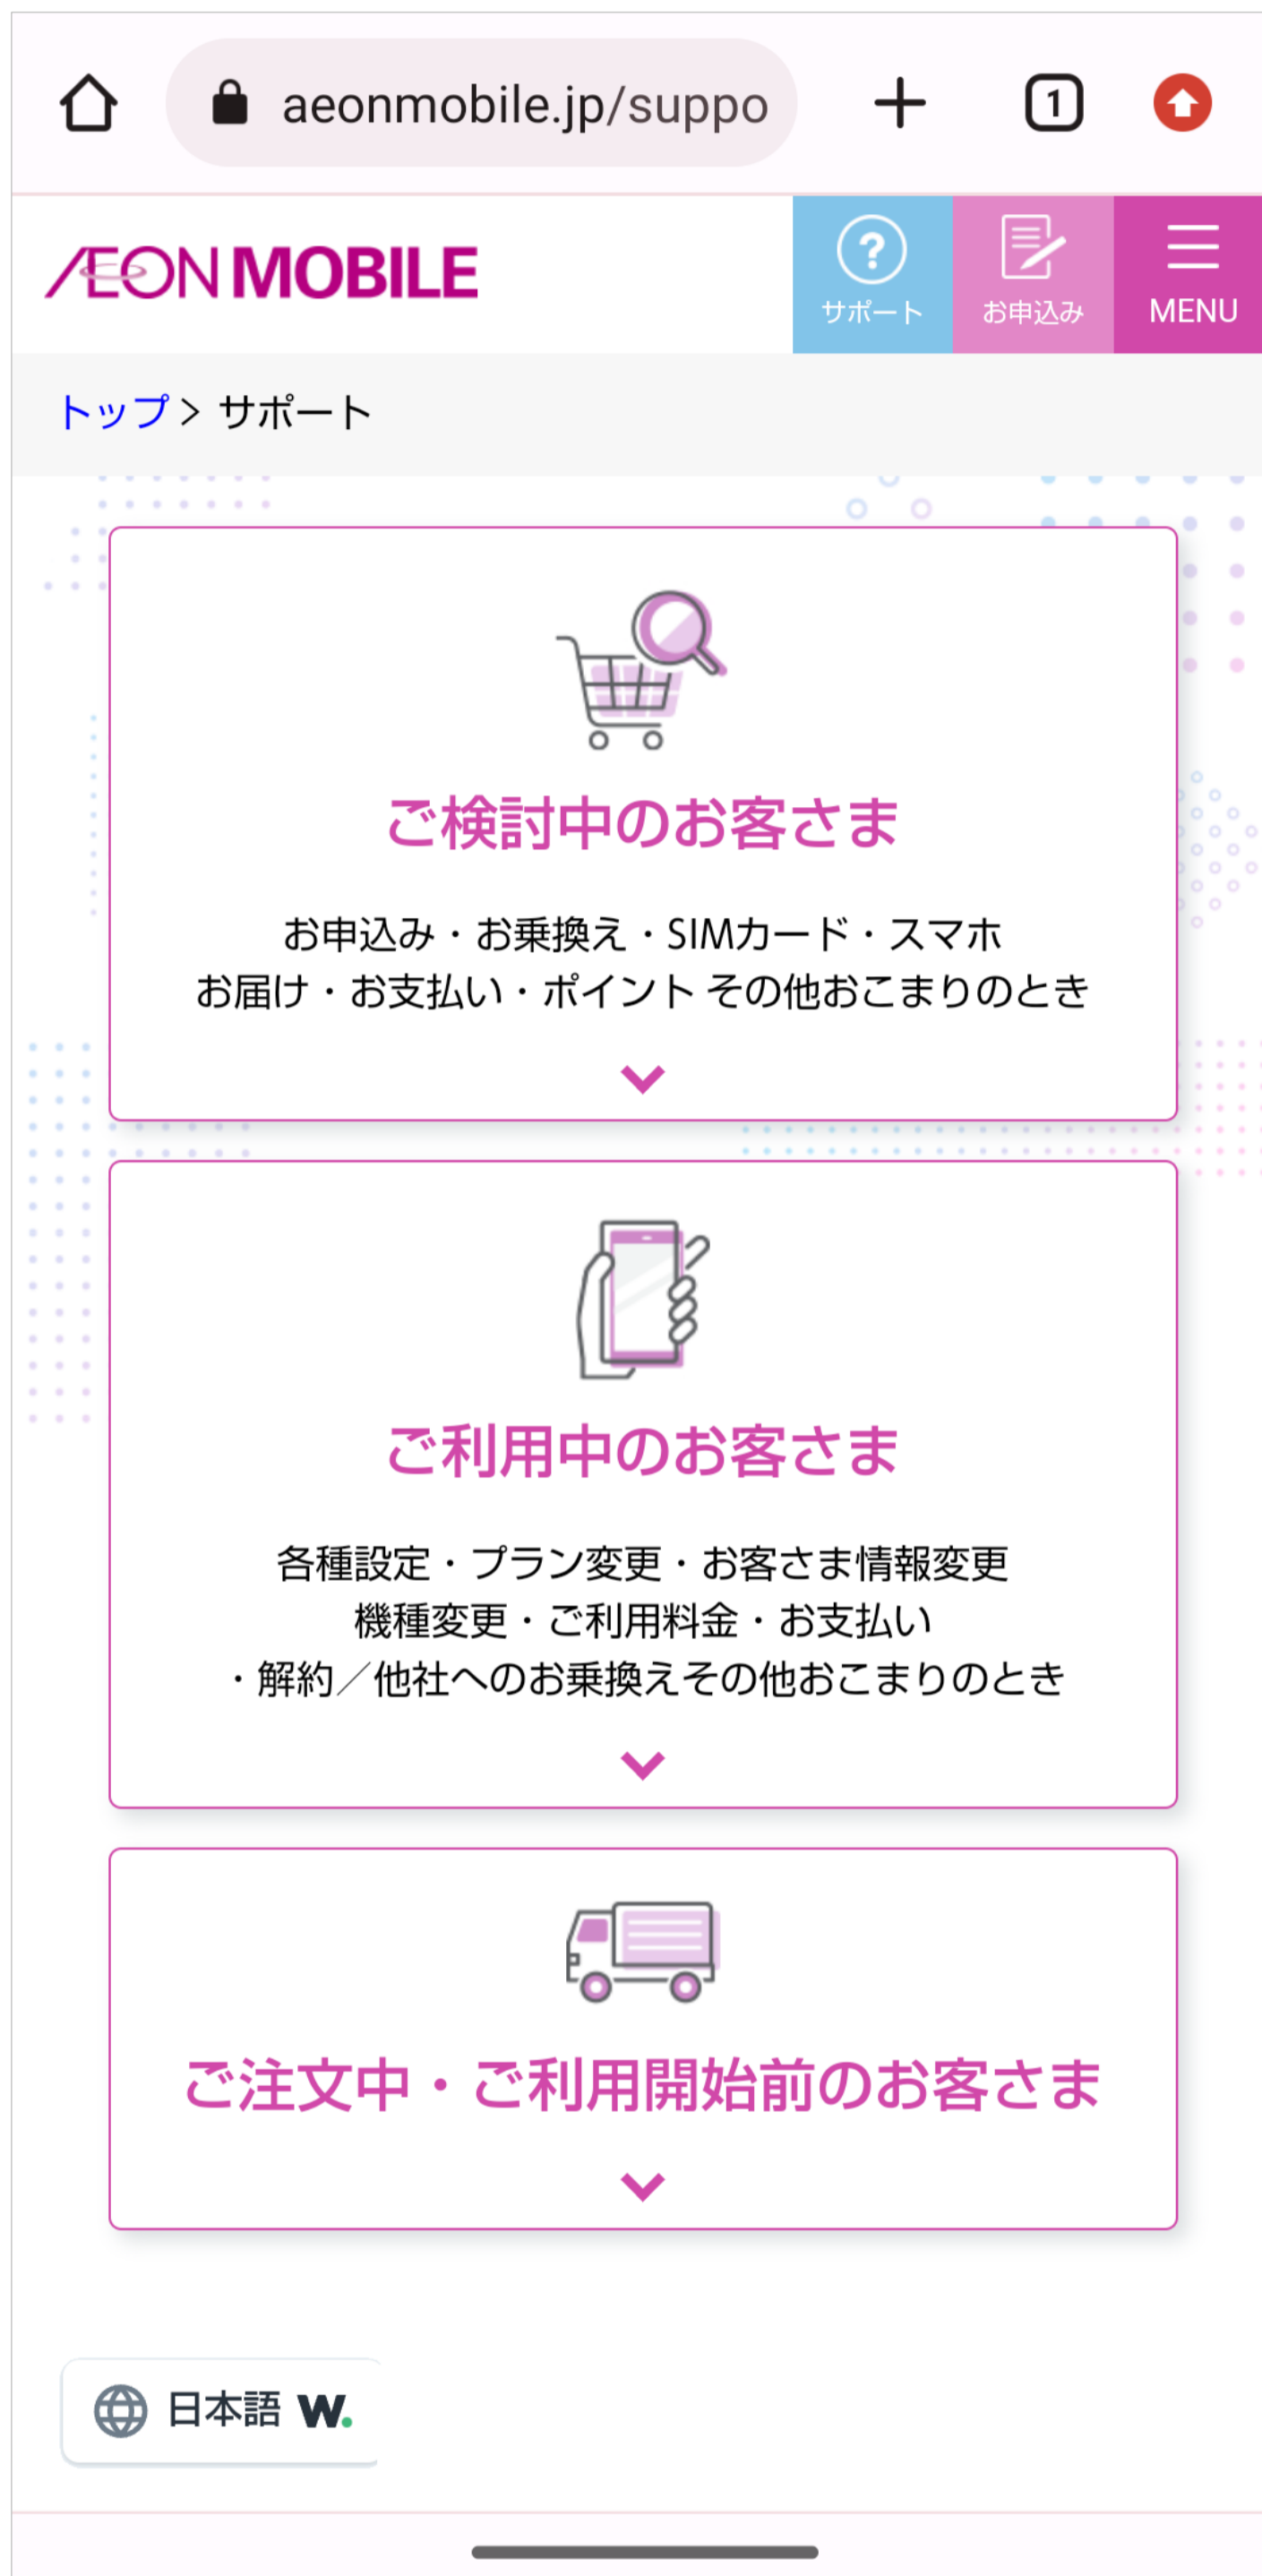 aeonmobile.jp/suppo
1
ÆON MOBILE
サポート
お申込み
MENU
トップ > サポート
ご検討中のお客さま
お申込み・お乗換え・SIMカード・スマホ
お届け・お支払い・ポイント その他おこまりのとき
ご利用中のお客さま
各種設定・プラン変更・お客さま情報変更
機種変更・ご利用料金・お支払い
・解約／他社へのお乗換えその他おこまりのとき
ご注文中・ご利用開始前のお客さま
日本語 W.